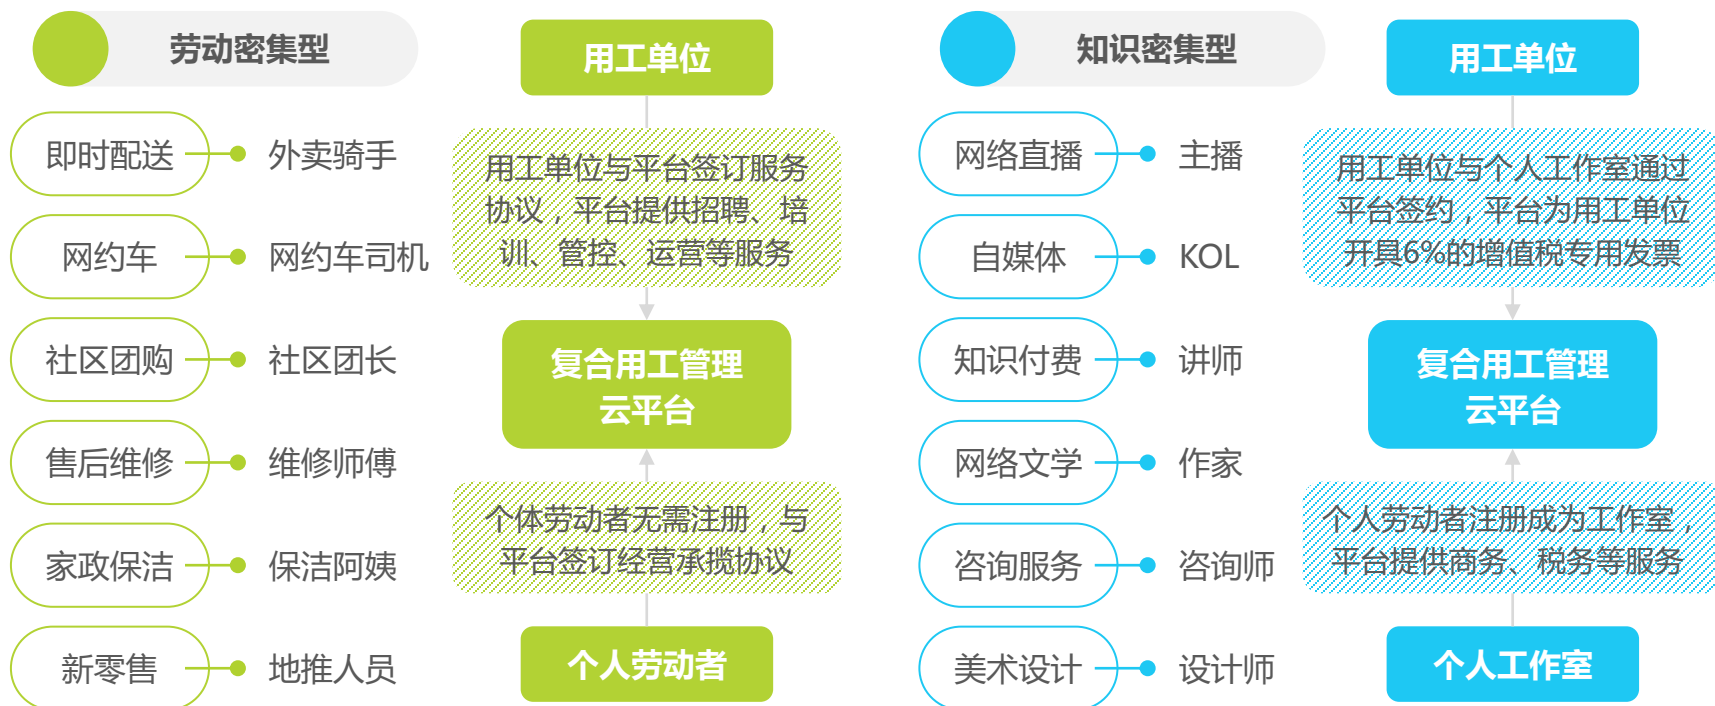 劳动密集型
即时配送
外卖骑手
网约车
网约车司机
社区团购
社区团长
售后维修
维修师傅
家政保洁
保洁阿姨
新零售
地推人员
用工单位
用工单位与平台签订服务
协议，平台提供招聘、培
训、管控、运营等服务
复合用工管理
云平台
个体劳动者无需注册，与
平台签订经营承揽协议
个人劳动者
知识密集型
网络直播
主播
自媒体
KOL
知识付费
讲师
网络文学
作家
咨询服务
咨询师
美术设计
设计师
用工单位
用工单位与个人工作室通过
平台签约，平台为用工单位
开具6%的增值税专用发票
复合用工管理
云平台
个人劳动者注册成为工作室，
平台提供商务、税务等服务
个人工作室